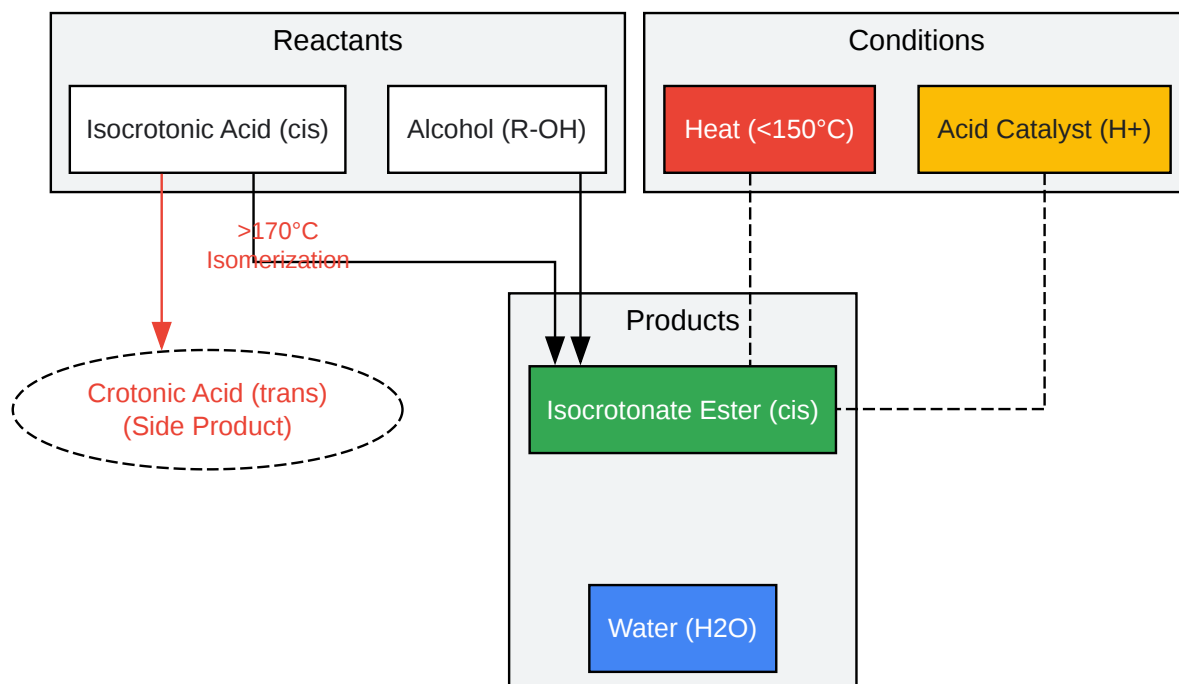 Reactants
Conditions
Isocrotonic Acid (cis)
Alcohol (R-OH)
Heat (<150°C)
Acid Catalyst (H+)
>170°C
Isomerization
Products
Crotonic Acid (trans)
(Side Product)
Isocrotonate Ester (cis)
Water (H2O)